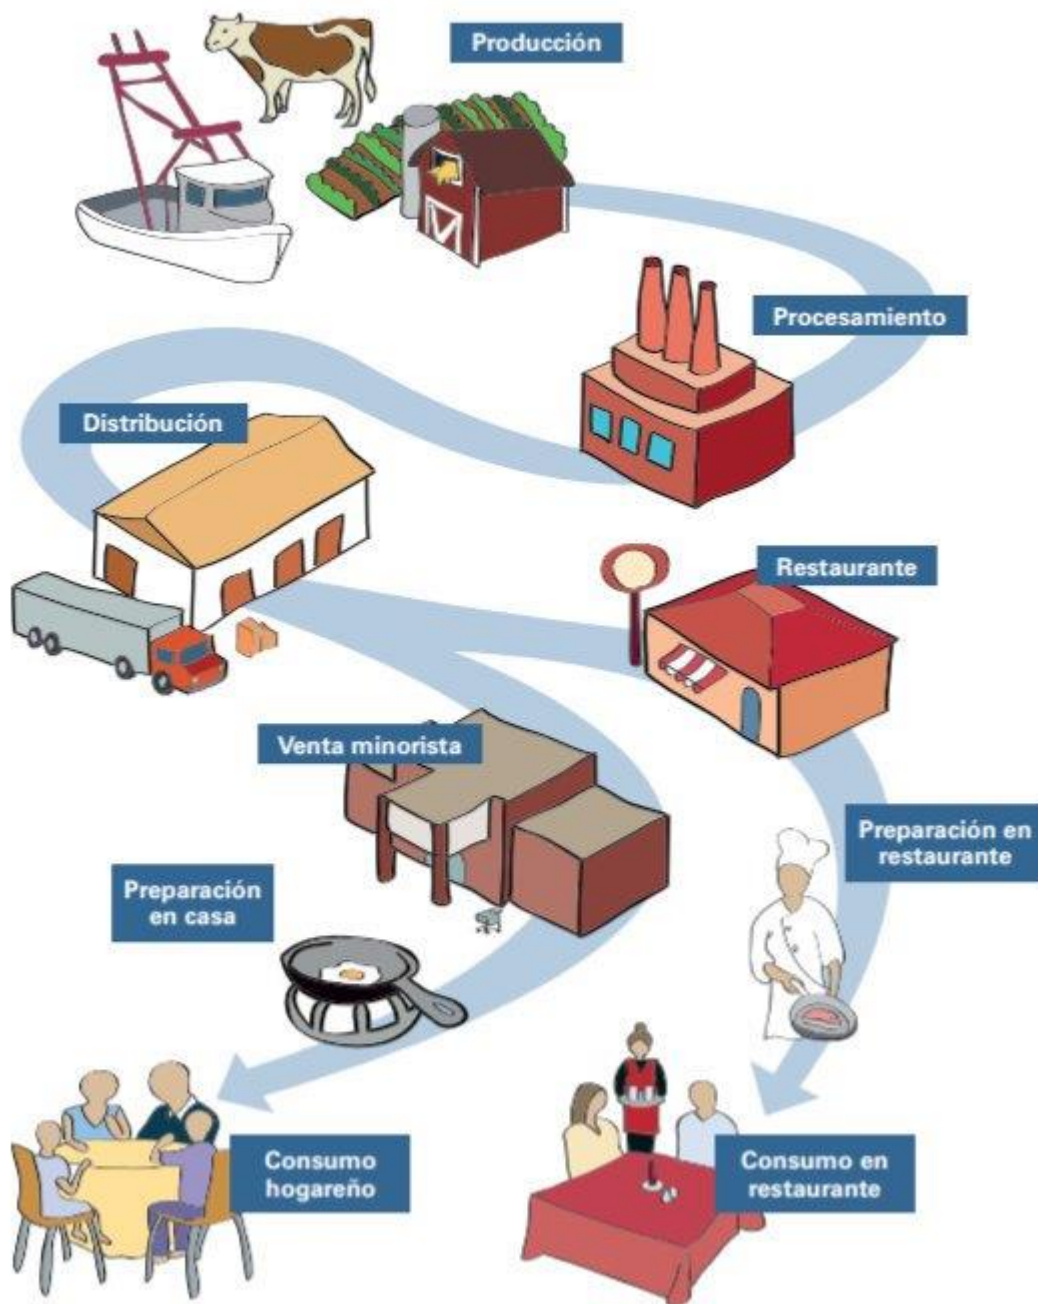 Producción
Procesamiento
Distribución
Restaurante
Venta minorista
Preparación en
restaurante
Preparación
en casa
Consumo
hogareño
Consumo en
restaurante